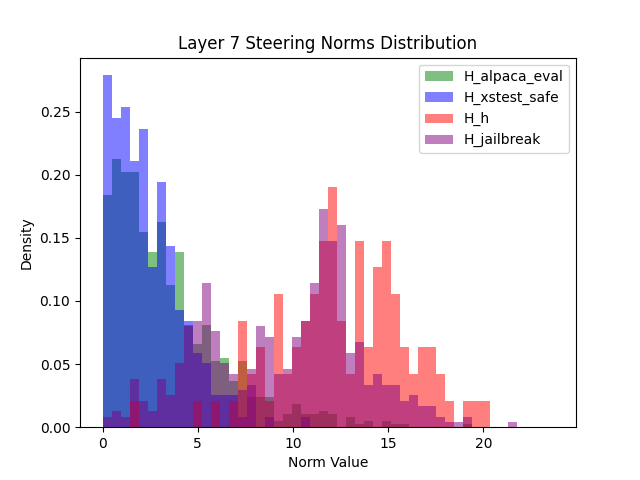 Layer 7 Steering Norms Distribution
H_alpaca_eval
H_xstest_safe
H_h
H_jailbreak
Density
0.25
0.20
0.15
0.10
0.05
0.00
0 5 10 15 20
Norm Value